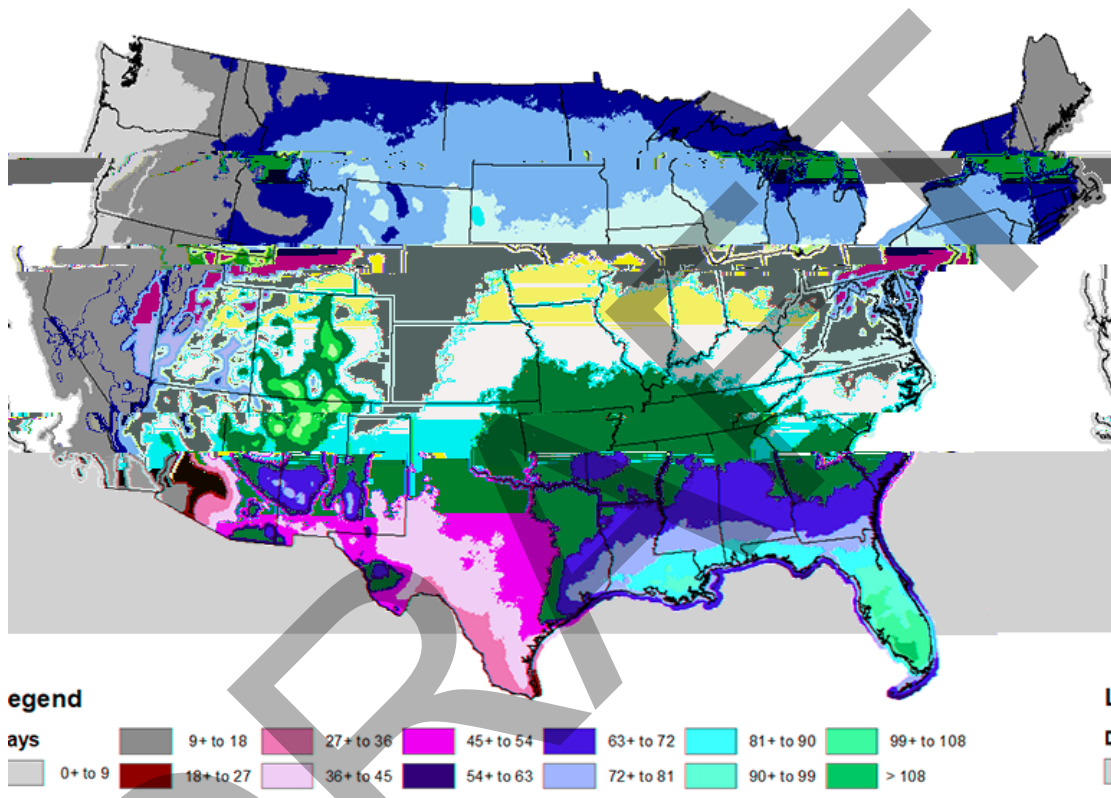 DRAFT
egend L
ays 9+ to 18 27+ to 36 45+ to 54 63+ to 72 81+ to 90 99+ to 108 D
0+ to 9 18+ to 27 36+ to 45 54+ to 63 72+ to 81 90+ to 99 > 108